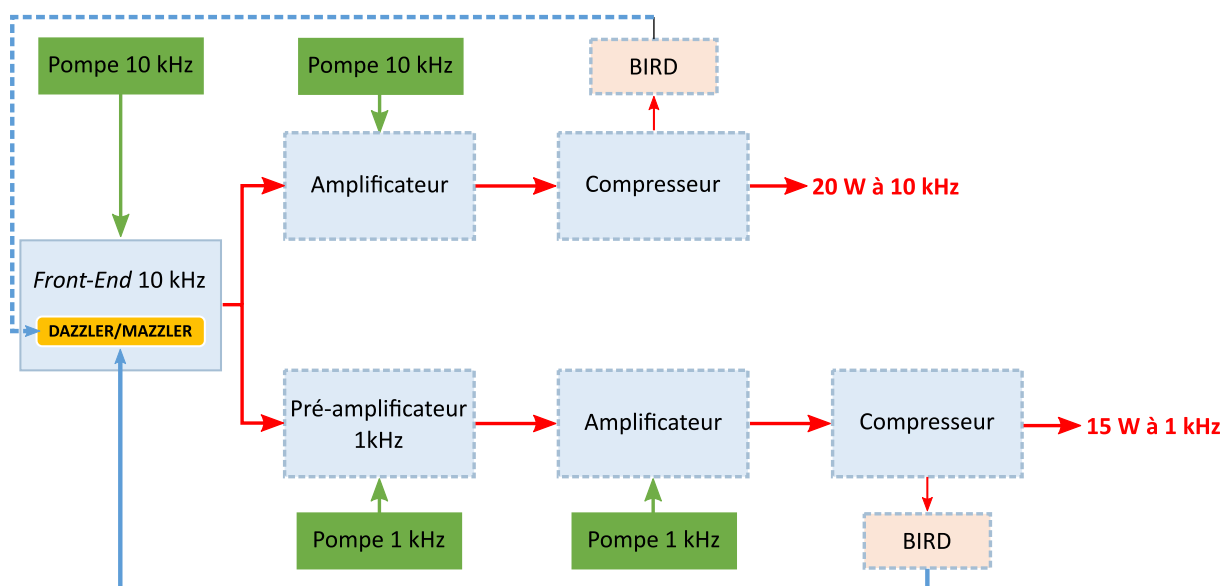 Pompe 10 kHz
Pompe 10 kHz
BIRD
Amplificateur
Compresseur
20 W à 10 kHz
Front-End 10 kHz
DAZZLER/MAZZLER
Pré-amplificateur
1kHz
Amplificateur
Compresseur
15 W à 1 kHz
Pompe 1 kHz
Pompe 1 kHz
BIRD